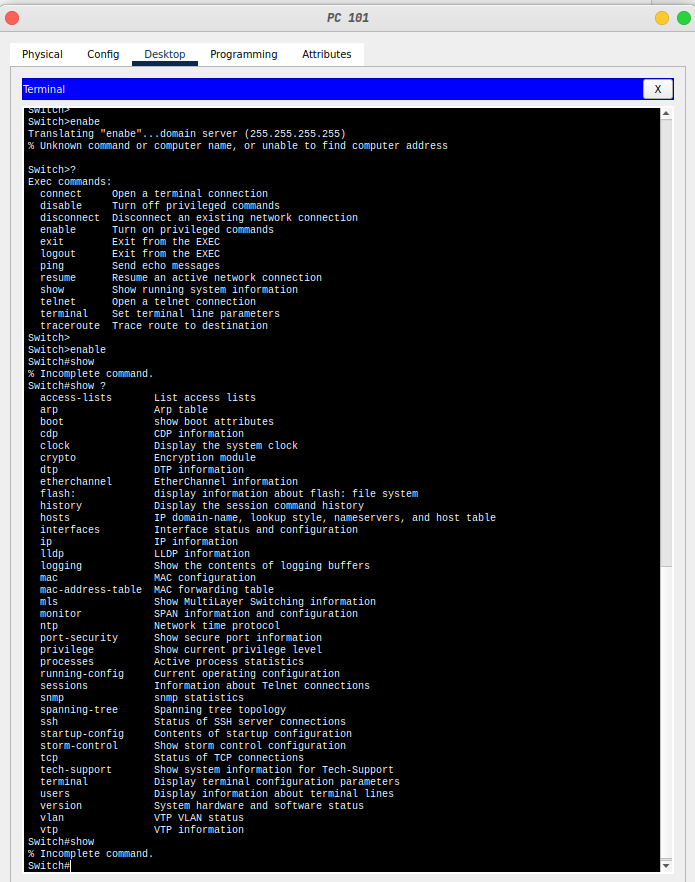 PC 101
Physical Config Desktop Programming Attributes
Terminal X
Switch>
Switch>enabe
Translating "enabe"...domain server (255.255.255.255)
% Unknown command or computer name, or unable to find computer address
Switch>?
Exec commands:
connect Open a terminal connection
disable Turn off privileged commands
disconnect Disconnect an existing network connection
enable Turn on privileged commands
exit Exit from the EXEC
logout Exit from the EXEC
ping Send echo messages
resume Resume an active network connection
show Show running system information
telnet Open a telnet connection
terminal Set terminal line parameters
traceroute Trace route to destination
Switch>
Switch>enable
Switch#show
% Incomplete command.
Switch#show ?
access-lists List access lists
arp Arp table
boot show boot attributes
cdp CDP information
clock Display the system clock
crypto Encryption module
dtp DTP information
etherchannel EtherChannel information
flash: display information about flash: file system
history Display the session command history
hosts IP domain-name, lookup style, nameservers, and host table
interfaces Interface status and configuration
ip IP information
lldp LLDP information
logging Show the contents of logging buffers
mac MAC configuration
mac-address-table MAC forwarding table
mls Show MultiLayer Switching information
monitor SPAN information and configuration
ntp Network time protocol
port-security Show secure port information
privilege Show current privilege level
processes Active process statistics
running-config Current operating configuration
sessions Information about Telnet connections
snmp snmp statistics
spanning-tree Spanning tree topology
ssh Status of SSH server connections
startup-config Contents of startup configuration
storm-control Show storm control configuration
tcp Status of TCP connections
tech-support Show system information for Tech-Support
terminal Display terminal configuration parameters
users Display information about terminal lines
version System hardware and software status
vlan VTP VLAN status
vtp VTP information
Switch#show
% Incomplete command.
Switch#